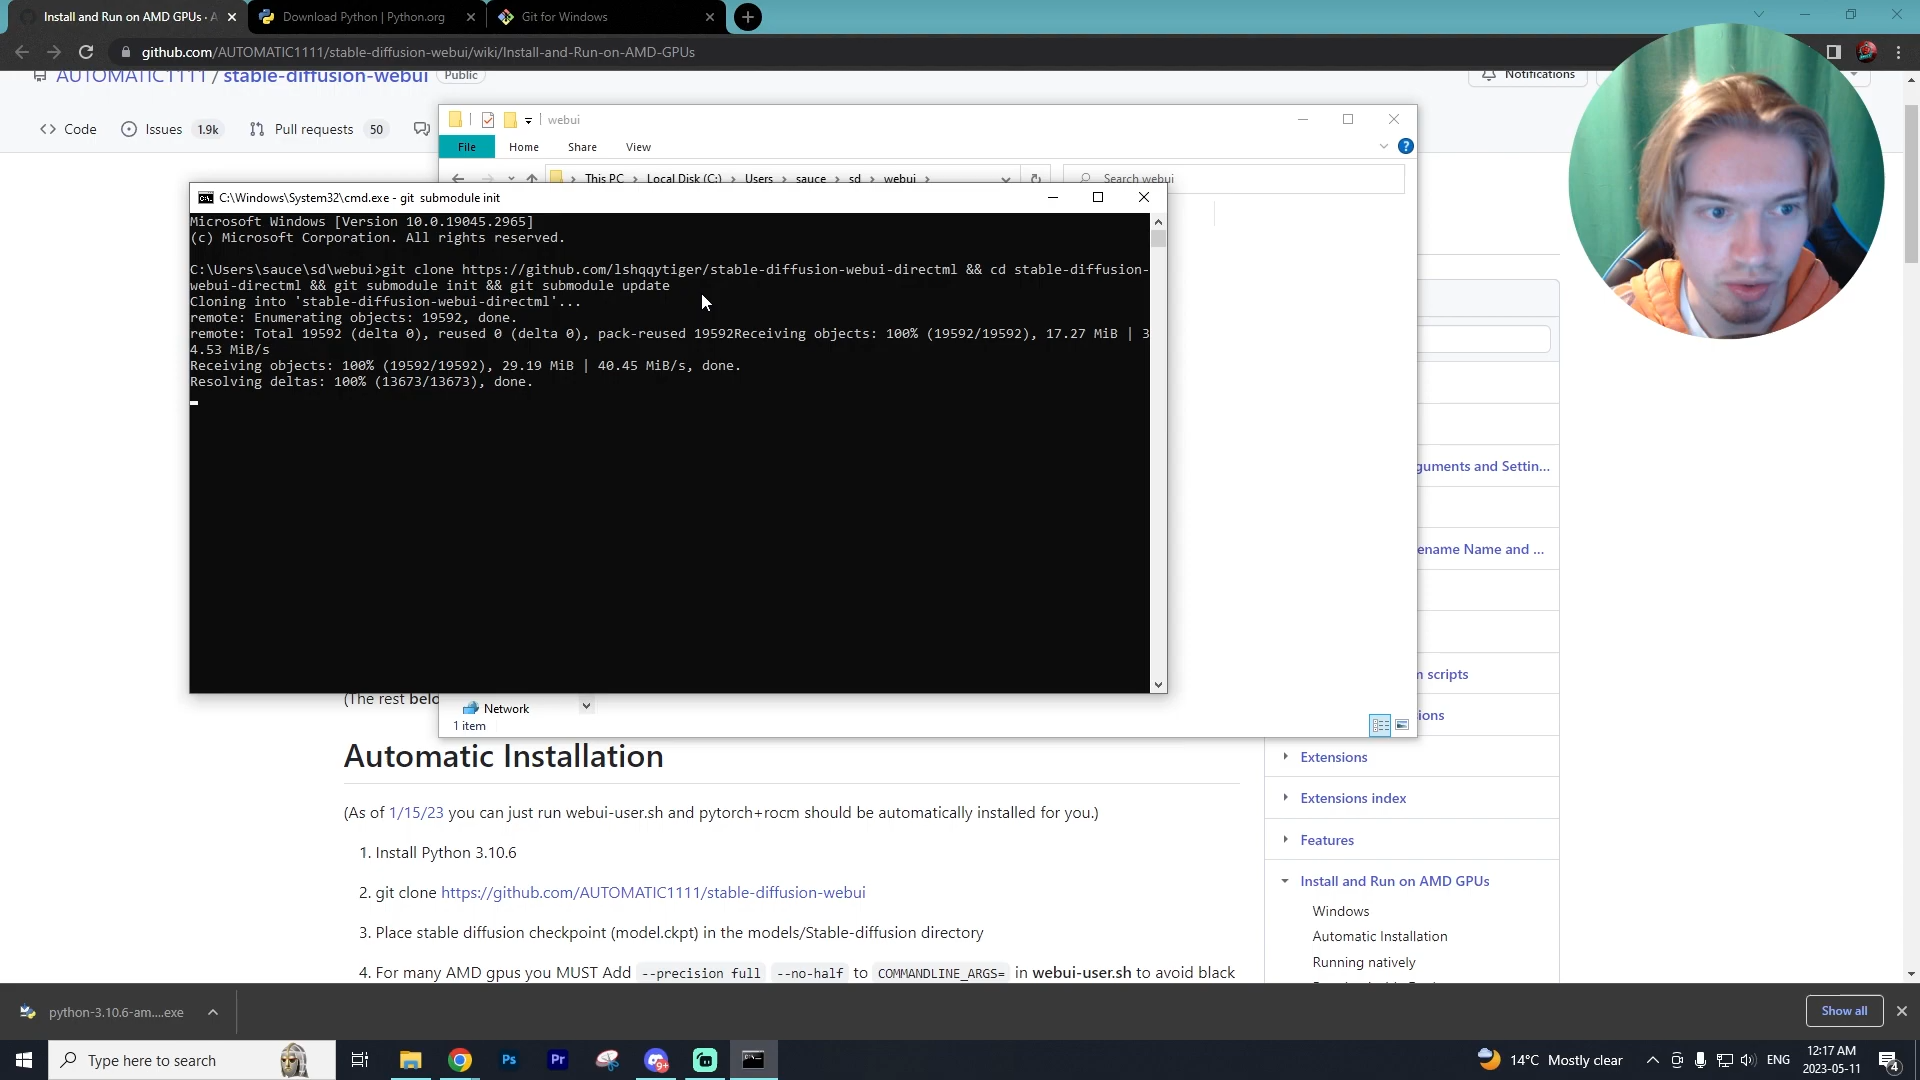 Install and Run on AMD GPUs · A
Download Python | Python.org
Git for Windows
github.com/AUTOMATIC1111/stable-diffusion-webui/wiki/Install-and-Run-on-AMD-GPUs
AUTOMATIC1111 / stable-diffusion-webui Public
Notifications
Code
Issues 1.9k
Pull requests 50
webui
File Home Share View
This PC > Local Disk (C:) > Users > sauce > sd > webui >
Search webui
C:\Windows\System32\cmd.exe - git submodule init
Microsoft Windows [Version 10.0.19045.2965]
(c) Microsoft Corporation. All rights reserved.
C:\Users\sauce\sd\webui>git clone https://github.com/lshqqytiger/stable-diffusion-webui-directml && cd stable-diffusion-
webui-directml && git submodule init && git submodule update
Cloning into 'stable-diffusion-webui-directml'...
remote: Enumerating objects: 19592, done.
remote: Total 19592 (delta 0), reused 0 (delta 0), pack-reused 19592Receiving objects: 100% (19592/19592), 17.27 MiB | 3
4.53 MiB/s
Receiving objects: 100% (19592/19592), 29.19 MiB | 40.45 MiB/s, done.
Resolving deltas: 100% (13673/13673), done.
guments and Settin...
ename Name and ...
scripts
ions
(The rest belo
Network
1 item
Automatic Installation
(As of 1/15/23 you can just run webui-user.sh and pytorch+rocm should be automatically installed for you.)
1. Install Python 3.10.6
2. git clone https://github.com/AUTOMATIC1111/stable-diffusion-webui
3. Place stable diffusion checkpoint (model.ckpt) in the models/Stable-diffusion directory
4. For many AMD gpus you MUST Add --precision full --no-half to COMMANDLINE_ARGS= in webui-user.sh to avoid black
Extensions
Extensions index
Features
Install and Run on AMD GPUs
Windows
Automatic Installation
Running natively
python-3.10.6-am....exe
Show all
Type here to search
Ps
Pr
9+
14°C Mostly clear
ENG
12:17 AM
2023-05-11
4